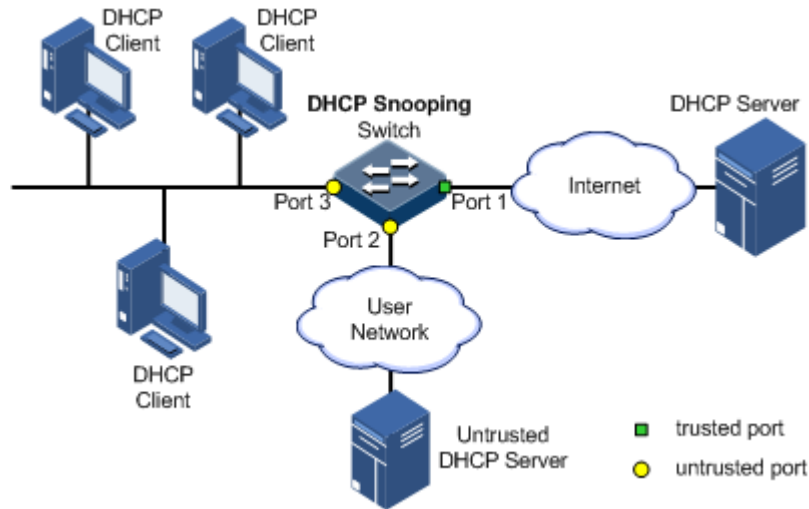 DHCP
Client
DHCP
Client
DHCP Snooping
Switch
DHCP Server
Port 3
Port 1
Internet
Port 2
User
Network
DHCP
Client
Untrusted
DHCP Server
trusted port
untrusted port